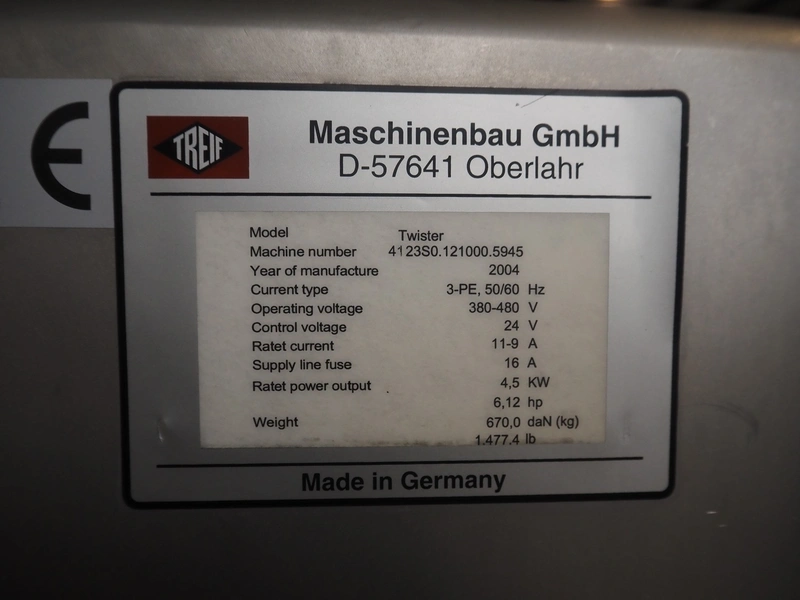 CE
TREIF
Maschinenbau GmbH
D-57641 Oberlahr
Model Twister
Machine number 4123S0.121000.5945
Year of manufacture 2004
Current type 3-PE, 50/60 Hz
Operating voltage 380-480 V
Control voltage 24 V
Ratet current 11-9 A
Supply line fuse 16 A
Ratet power output 4,5 KW
6,12 hp
Weight 670,0 daN (kg)
1.477,4 lb
Made in Germany